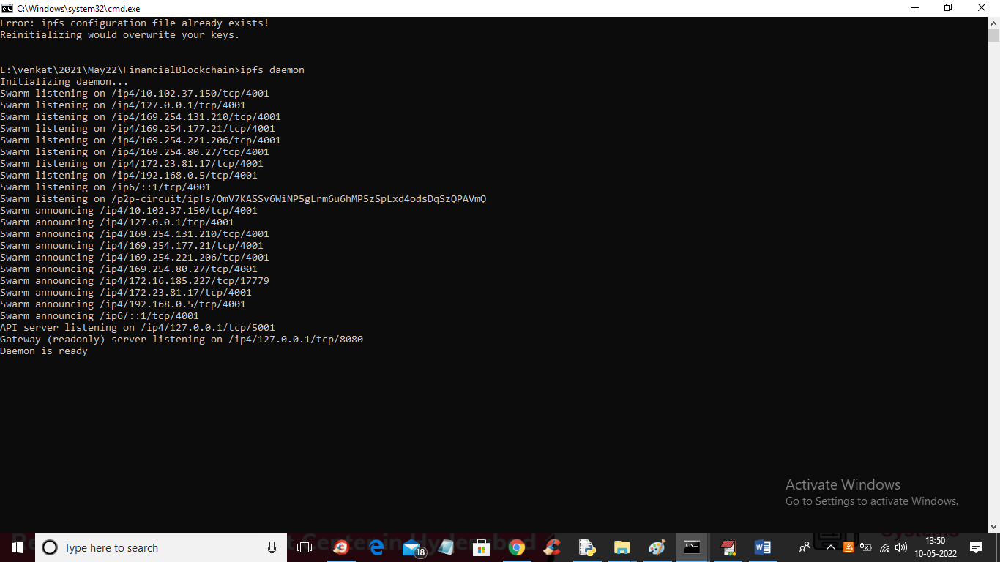 C:\Windows\system32\cmd.exe
Error: ipfs configuration file already exists!
Reinitializing would overwrite your keys.
E:\venkat\2021\May22\FinancialBlockchain>ipfs daemon
Initializing daemon...
Swarm listening on /ip4/10.102.37.150/tcp/4001
Swarm listening on /ip4/127.0.0.1/tcp/4001
Swarm listening on /ip4/169.254.131.210/tcp/4001
Swarm listening on /ip4/169.254.177.21/tcp/4001
Swarm listening on /ip4/169.254.221.206/tcp/4001
Swarm listening on /ip4/169.254.80.27/tcp/4001
Swarm listening on /ip4/172.23.81.17/tcp/4001
Swarm listening on /ip4/192.168.0.5/tcp/4001
Swarm listening on /ip6/::1/tcp/4001
Swarm listening on /p2p-circuit/ipfs/QmV7KASSv6WiNP5gLrm6u6hMP5zSpLxd4odsDqSzQPAVmQ
Swarm announcing /ip4/10.102.37.150/tcp/4001
Swarm announcing /ip4/127.0.0.1/tcp/4001
Swarm announcing /ip4/169.254.131.210/tcp/4001
Swarm announcing /ip4/169.254.177.21/tcp/4001
Swarm announcing /ip4/169.254.221.206/tcp/4001
Swarm announcing /ip4/169.254.80.27/tcp/4001
Swarm announcing /ip4/172.16.185.227/tcp/17779
Swarm announcing /ip4/172.23.81.17/tcp/4001
Swarm announcing /ip4/192.168.0.5/tcp/4001
Swarm announcing /ip6/::1/tcp/4001
API server listening on /ip4/127.0.0.1/tcp/5001
Gateway (readonly) server listening on /ip4/127.0.0.1/tcp/8080
Daemon is ready
Activate Windows
Go to Settings to activate Windows.
Type here to search
18
13:50
10-05-2022